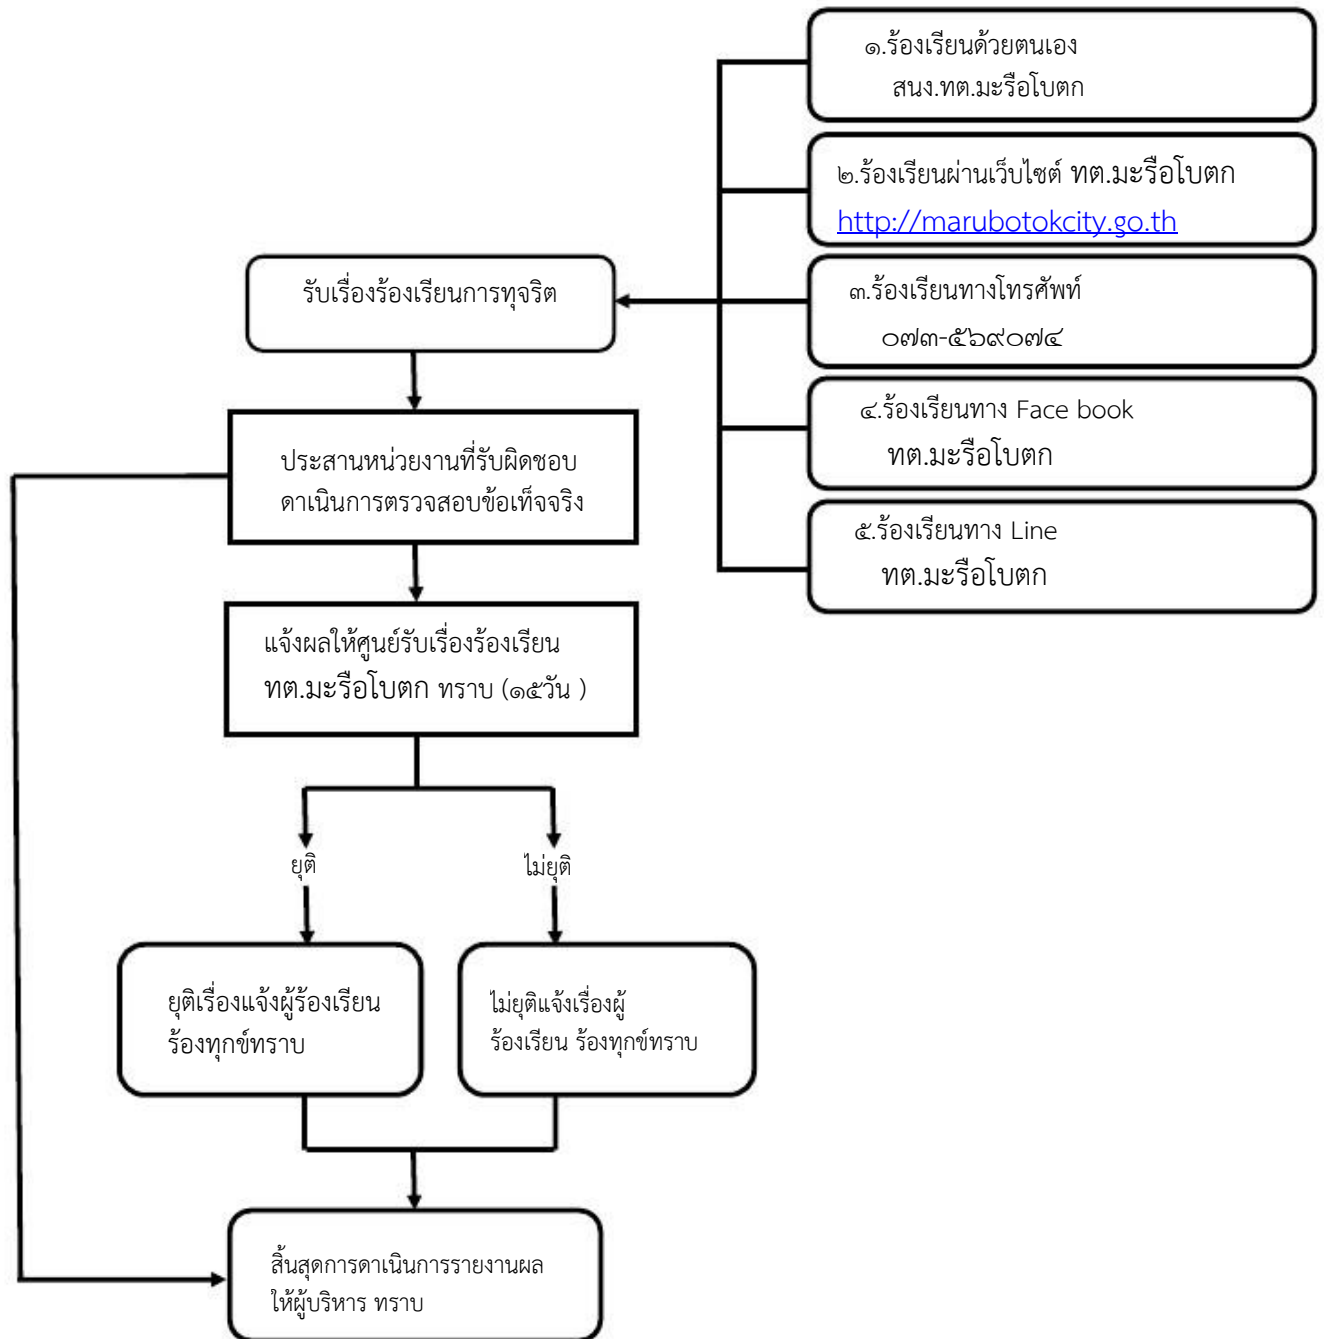 ๑.ร้องเรียนด้วยตนเอง
สนง.ทต.มะรือโบตก
๒.ร้องเรียนผ่านเว็บไซต์ ทต.มะรือโบตก
http://marubotokcity.go.th
รับเรื่องร้องเรียนการทุจริต
๓.ร้องเรียนทางโทรศัพท์
๐๗๓-๕๖๙๐๗๔
๔.ร้องเรียนทาง Face book
ทต.มะรือโบตก
ประสานหน่วยงานที่รับผิดชอบ
ดาเนินการตรวจสอบข้อเท็จจริง
๕.ร้องเรียนทาง Line
ทต.มะรือโบตก
แจ้งผลให้ศูนย์รับเรื่องร้องเรียน
ทต.มะรือโบตก ทราบ (๑๕วัน )
ยุติ
ไม่ยุติ
ยุติเรื่องแจ้งผู้ร้องเรียน
ร้องทุกข์ทราบ
ไม่ยุติแจ้งเรื่องผู้
ร้องเรียน ร้องทุกข์ทราบ
สิ้นสุดการดาเนินการรายงานผล
ให้ผู้บริหาร ทราบ